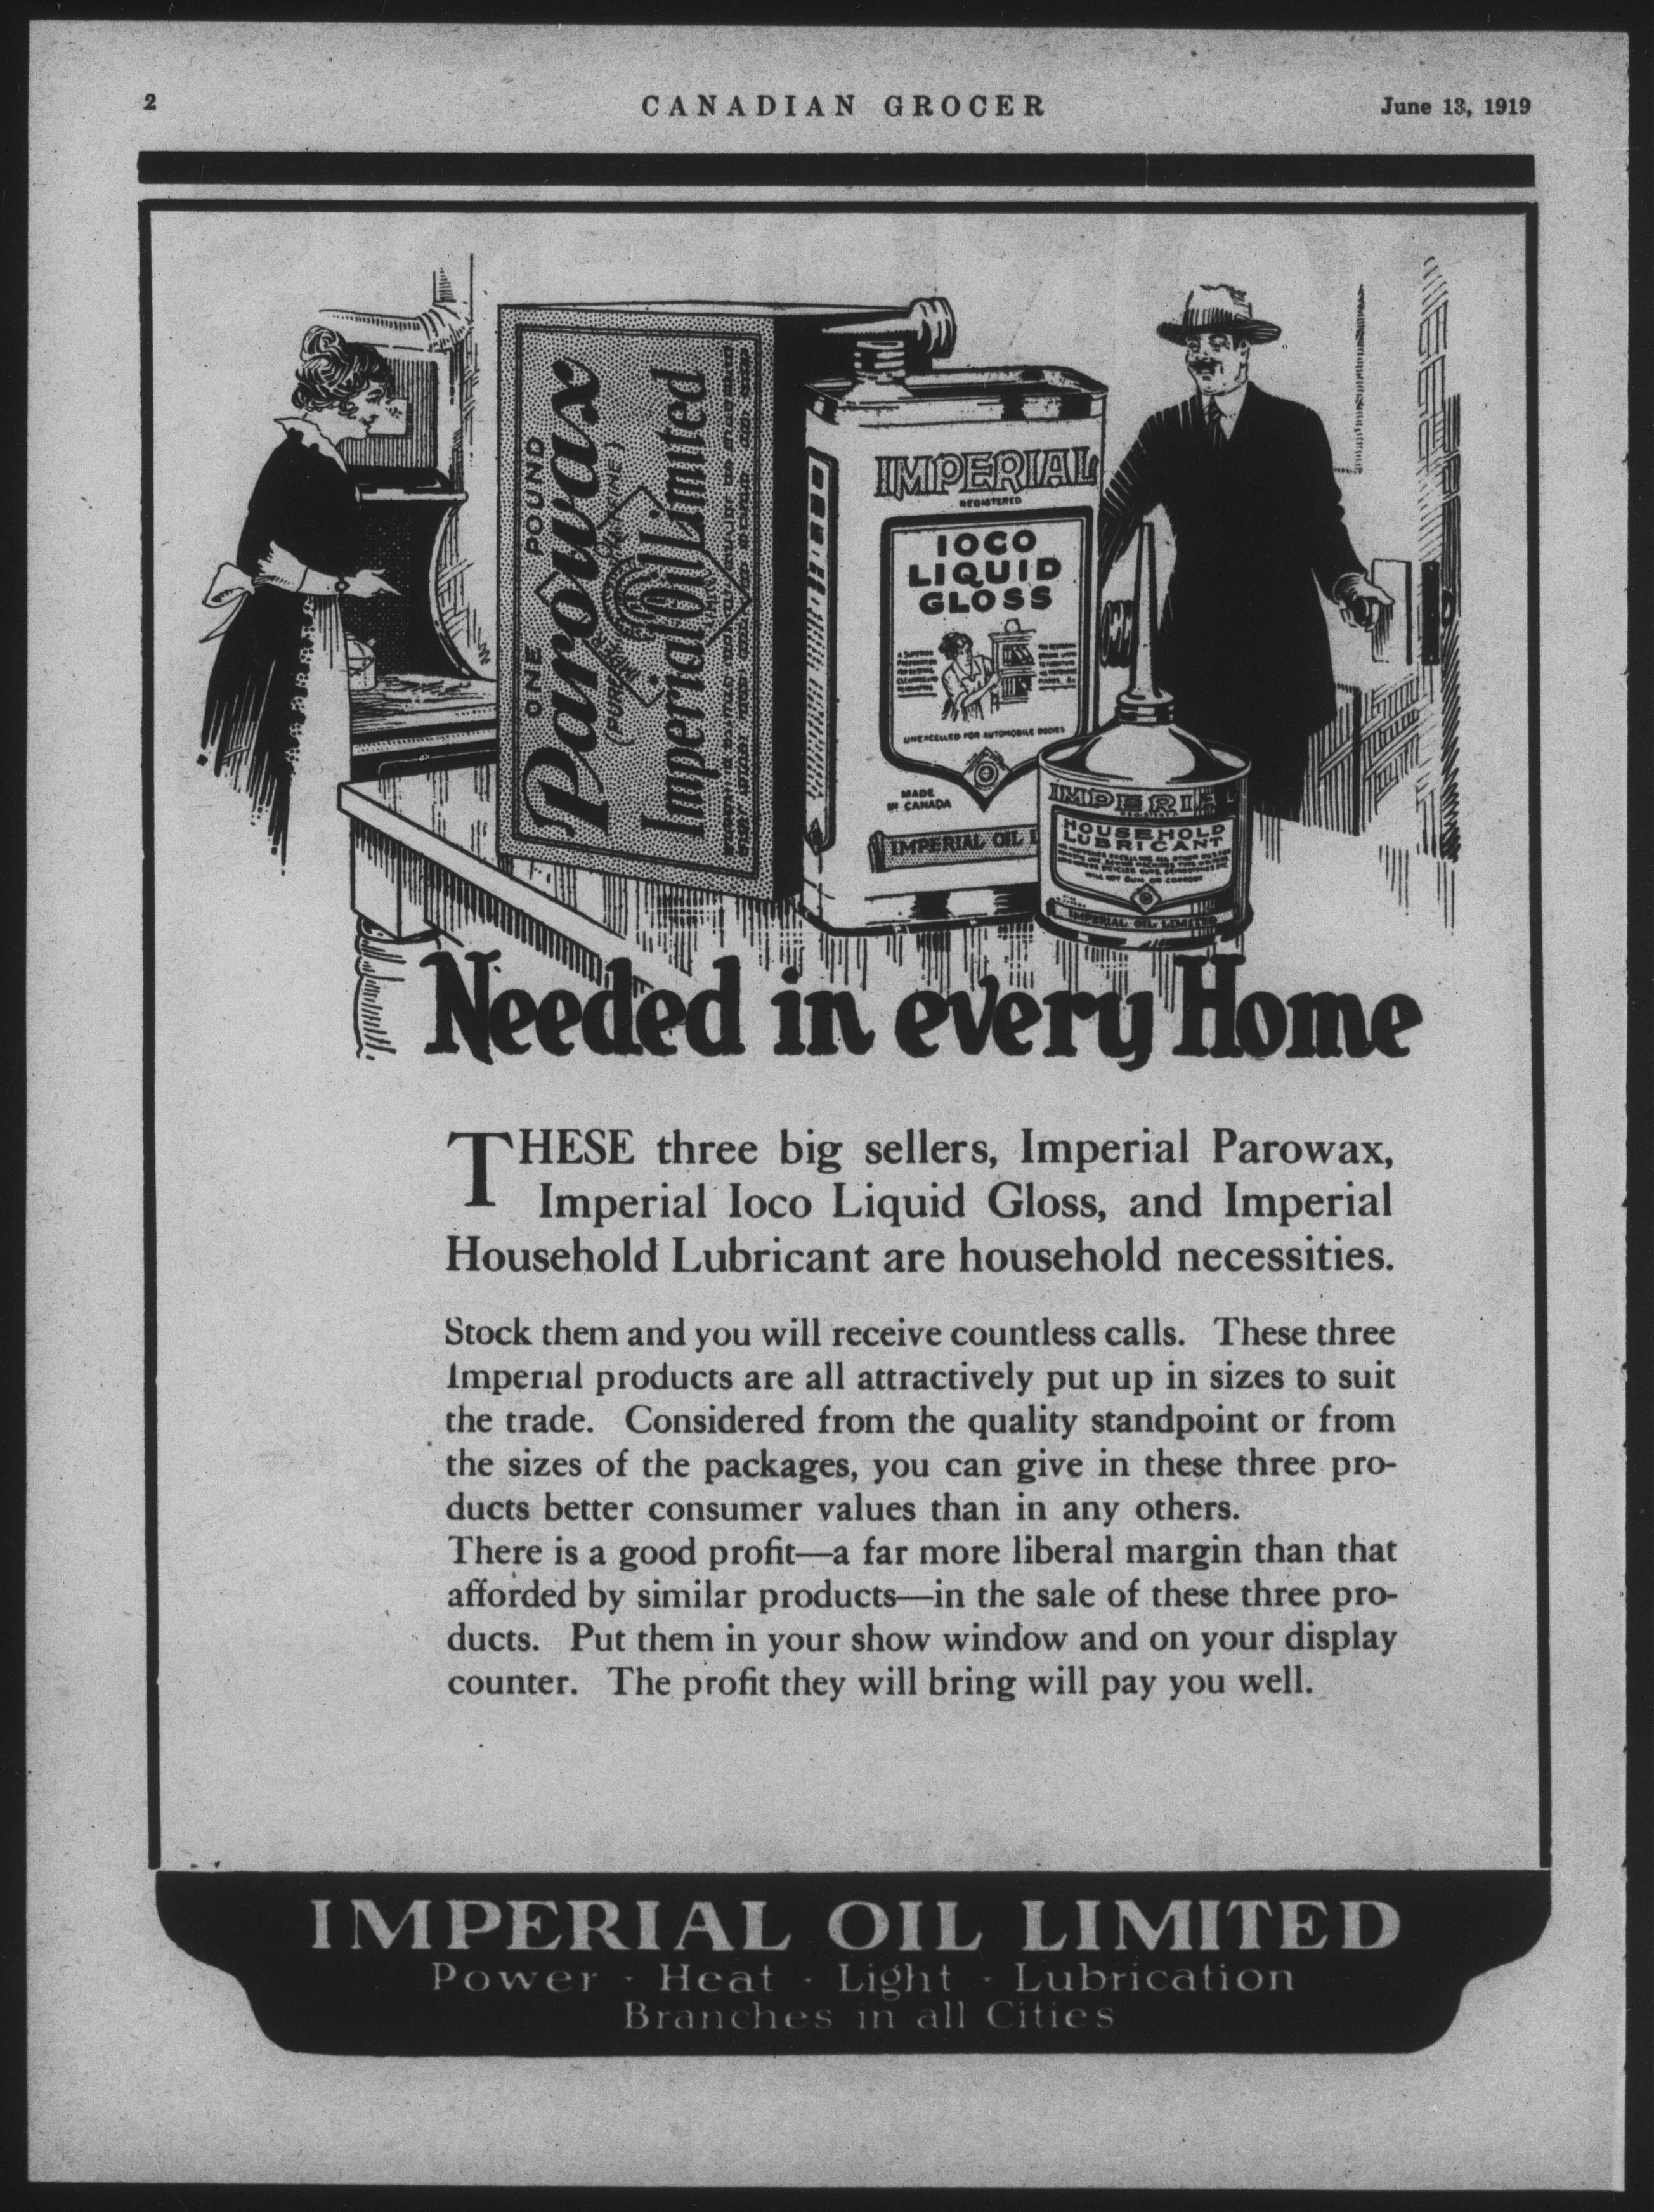 2
CANADIAN GROCER
June 13, 1919
ONE POUND
Parowax
Imperial Oil Limited
IMPERIAL
REGISTERED
IOCO
LIQUID
GLOSS
UNEXCELLED FOR AUTOMOBILE BODIES
MADE
IN CANADA
IMPERIAL OIL
IMPERIAL
HOUSEHOLD
LUBRICANT
WILL NOT GUM OR CORRODE
IMPERIAL OIL LIMITED
Needed in every Home
THESE three big sellers, Imperial Parowax,
Imperial Ioco Liquid Gloss, and Imperial
Household Lubricant are household necessities.
Stock them and you will receive countless calls. These three
Imperial products are all attractively put up in sizes to suit
the trade. Considered from the quality standpoint or from
the sizes of the packages, you can give in these three pro-
ducts better consumer values than in any others.
There is a good profit—a far more liberal margin than that
afforded by similar products—in the sale of these three pro-
ducts. Put them in your show window and on your display
counter. The profit they will bring will pay you well.
IMPERIAL OIL LIMITED
Power · Heat · Light · Lubrication
Branches in all Cities